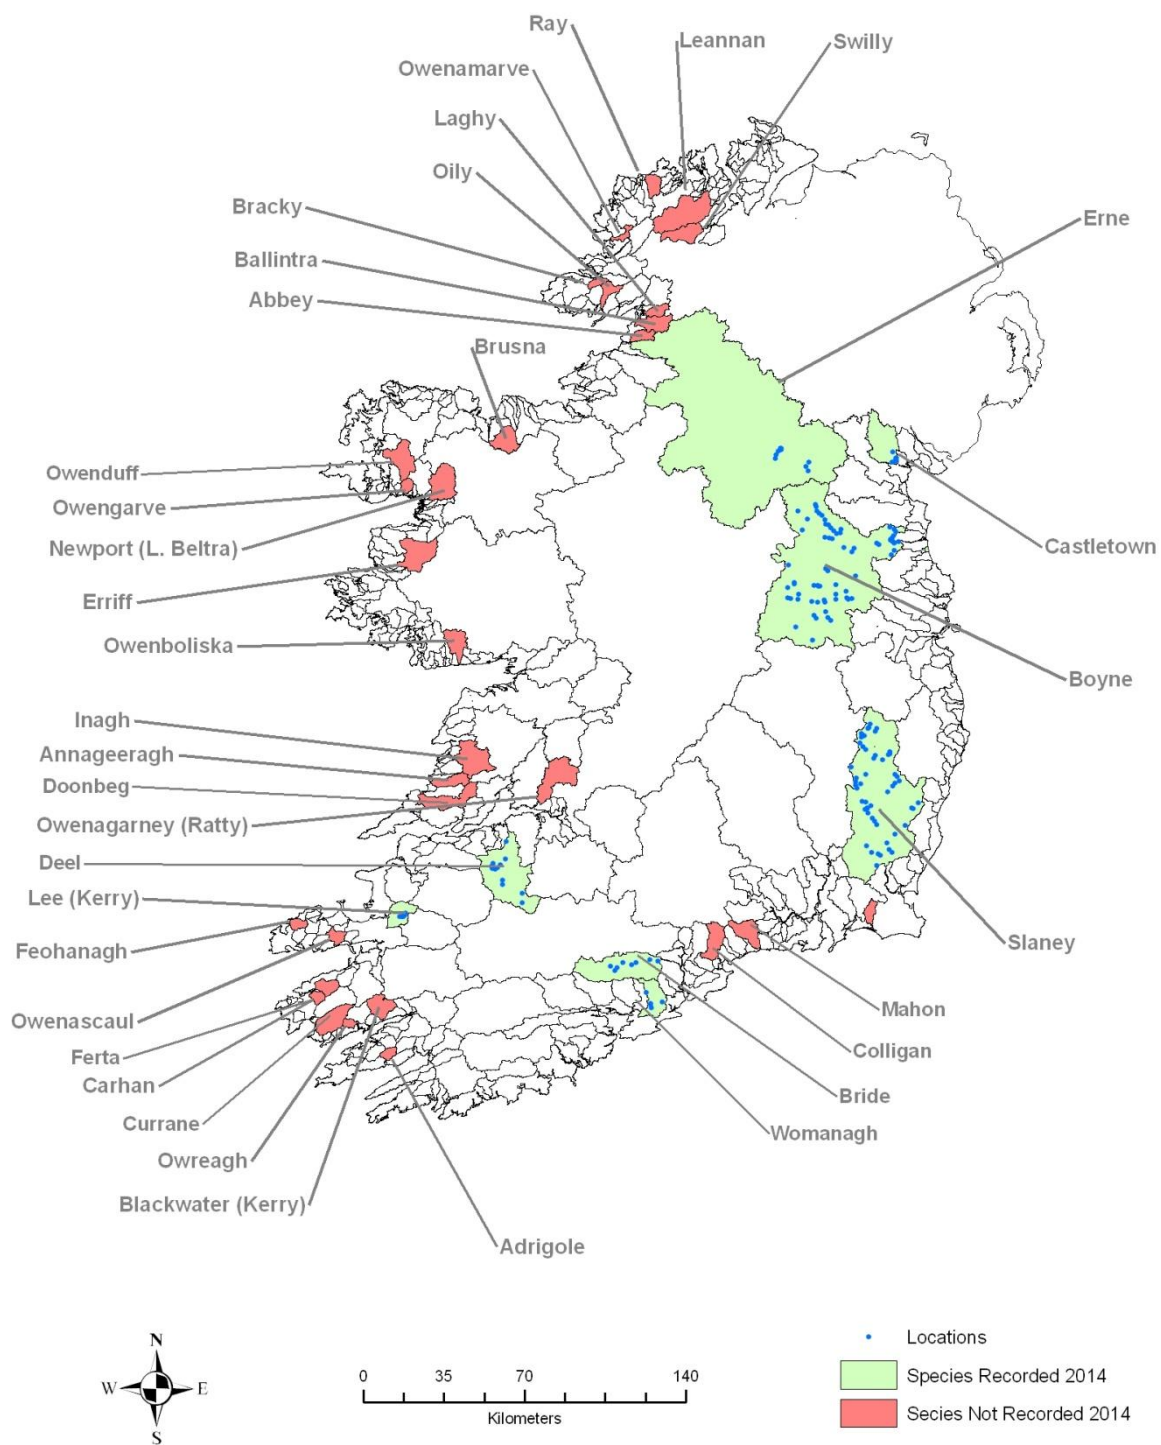 Ray
Leannan
Swilly
Owenamarve
Laghy
Oily
Bracky
Erne
Ballintra
Abbey
Brusna
Owenduff
Owengarve
Newport (L. Beltra)
Castletown
Erriff
Owenboliska
Boyne
Inagh
Annageeragh
Doonbeg
Owenagarney (Ratty)
Deel
Lee (Kerry)
Feohanagh
Slaney
Mahon
Owenascaul
Ferta
Colligan
Carhan
Bride
Currane
Womanagh
Owreagh
Blackwater (Kerry)
Adrigole
N
W E
S
0 35 70 140
Kilometers
Locations
Species Recorded 2014
Secies Not Recorded 2014